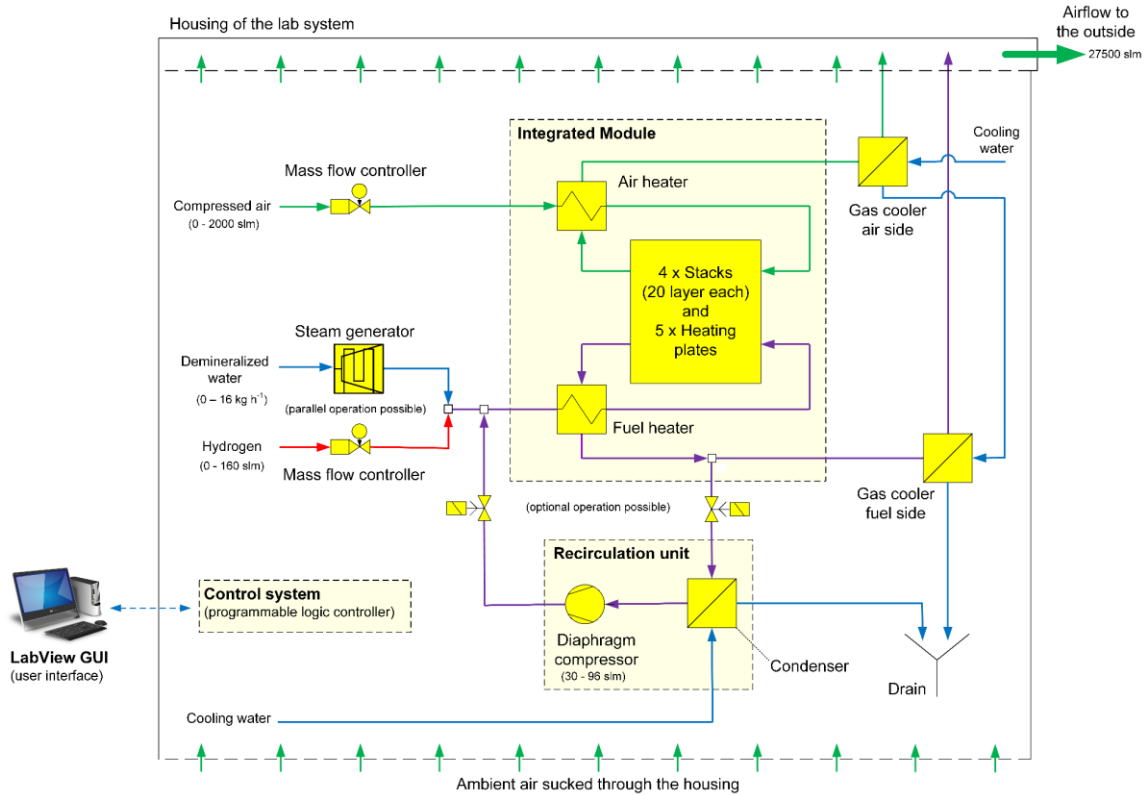 Housing of the lab system
Airflow to
the outside
27500 slm
Integrated Module
Cooling
water
Mass flow controller
Air heater
Compressed air
(0 - 2000 slm)
Gas cooler
air side
4 x Stacks
(20 layer each)
and
5 x Heating
plates
Steam generator
Demineralized
water
(0 – 16 kg h⁻¹)
(parallel operation possible)
Fuel heater
Hydrogen
(0 - 160 slm)
Mass flow controller
Gas cooler
fuel side
(optional operation possible)
Recirculation unit
Control system
(programmable logic controller)
Diaphragm
compressor
(30 - 96 slm)
Condenser
LabView GUI
(user interface)
Drain
Cooling water
Ambient air sucked through the housing